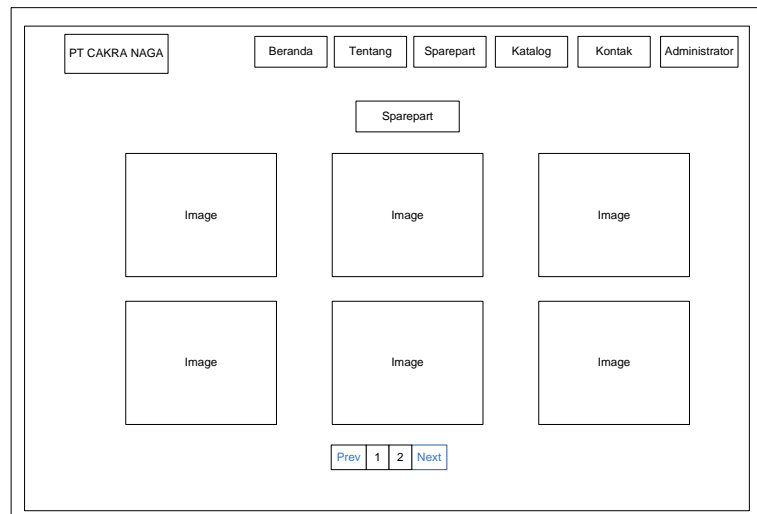 PT CAKRA NAGA
Beranda
Tentang
Sparepart
Katalog
Kontak
Administrator
Sparepart
Image
Image
Image
Image
Image
Image
Prev 1 2 Next